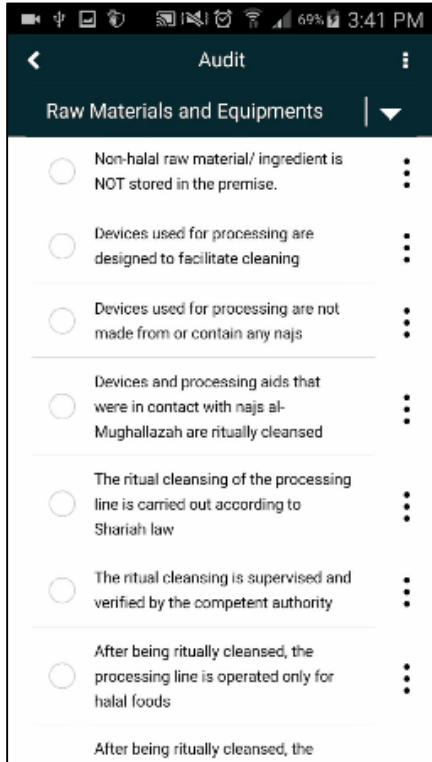 69% 3:41 PM
Audit
Raw Materials and Equipments
Non-halal raw material/ ingredient is
NOT stored in the premise.
Devices used for processing are
designed to facilitate cleaning
Devices used for processing are not
made from or contain any najs
Devices and processing aids that
were in contact with najs al-
Mughallazah are ritually cleansed
The ritual cleansing of the processing
line is carried out according to
Shariah law
The ritual cleansing is supervised and
verified by the competent authority
After being ritually cleansed, the
processing line is operated only for
halal foods
After being ritually cleansed, the